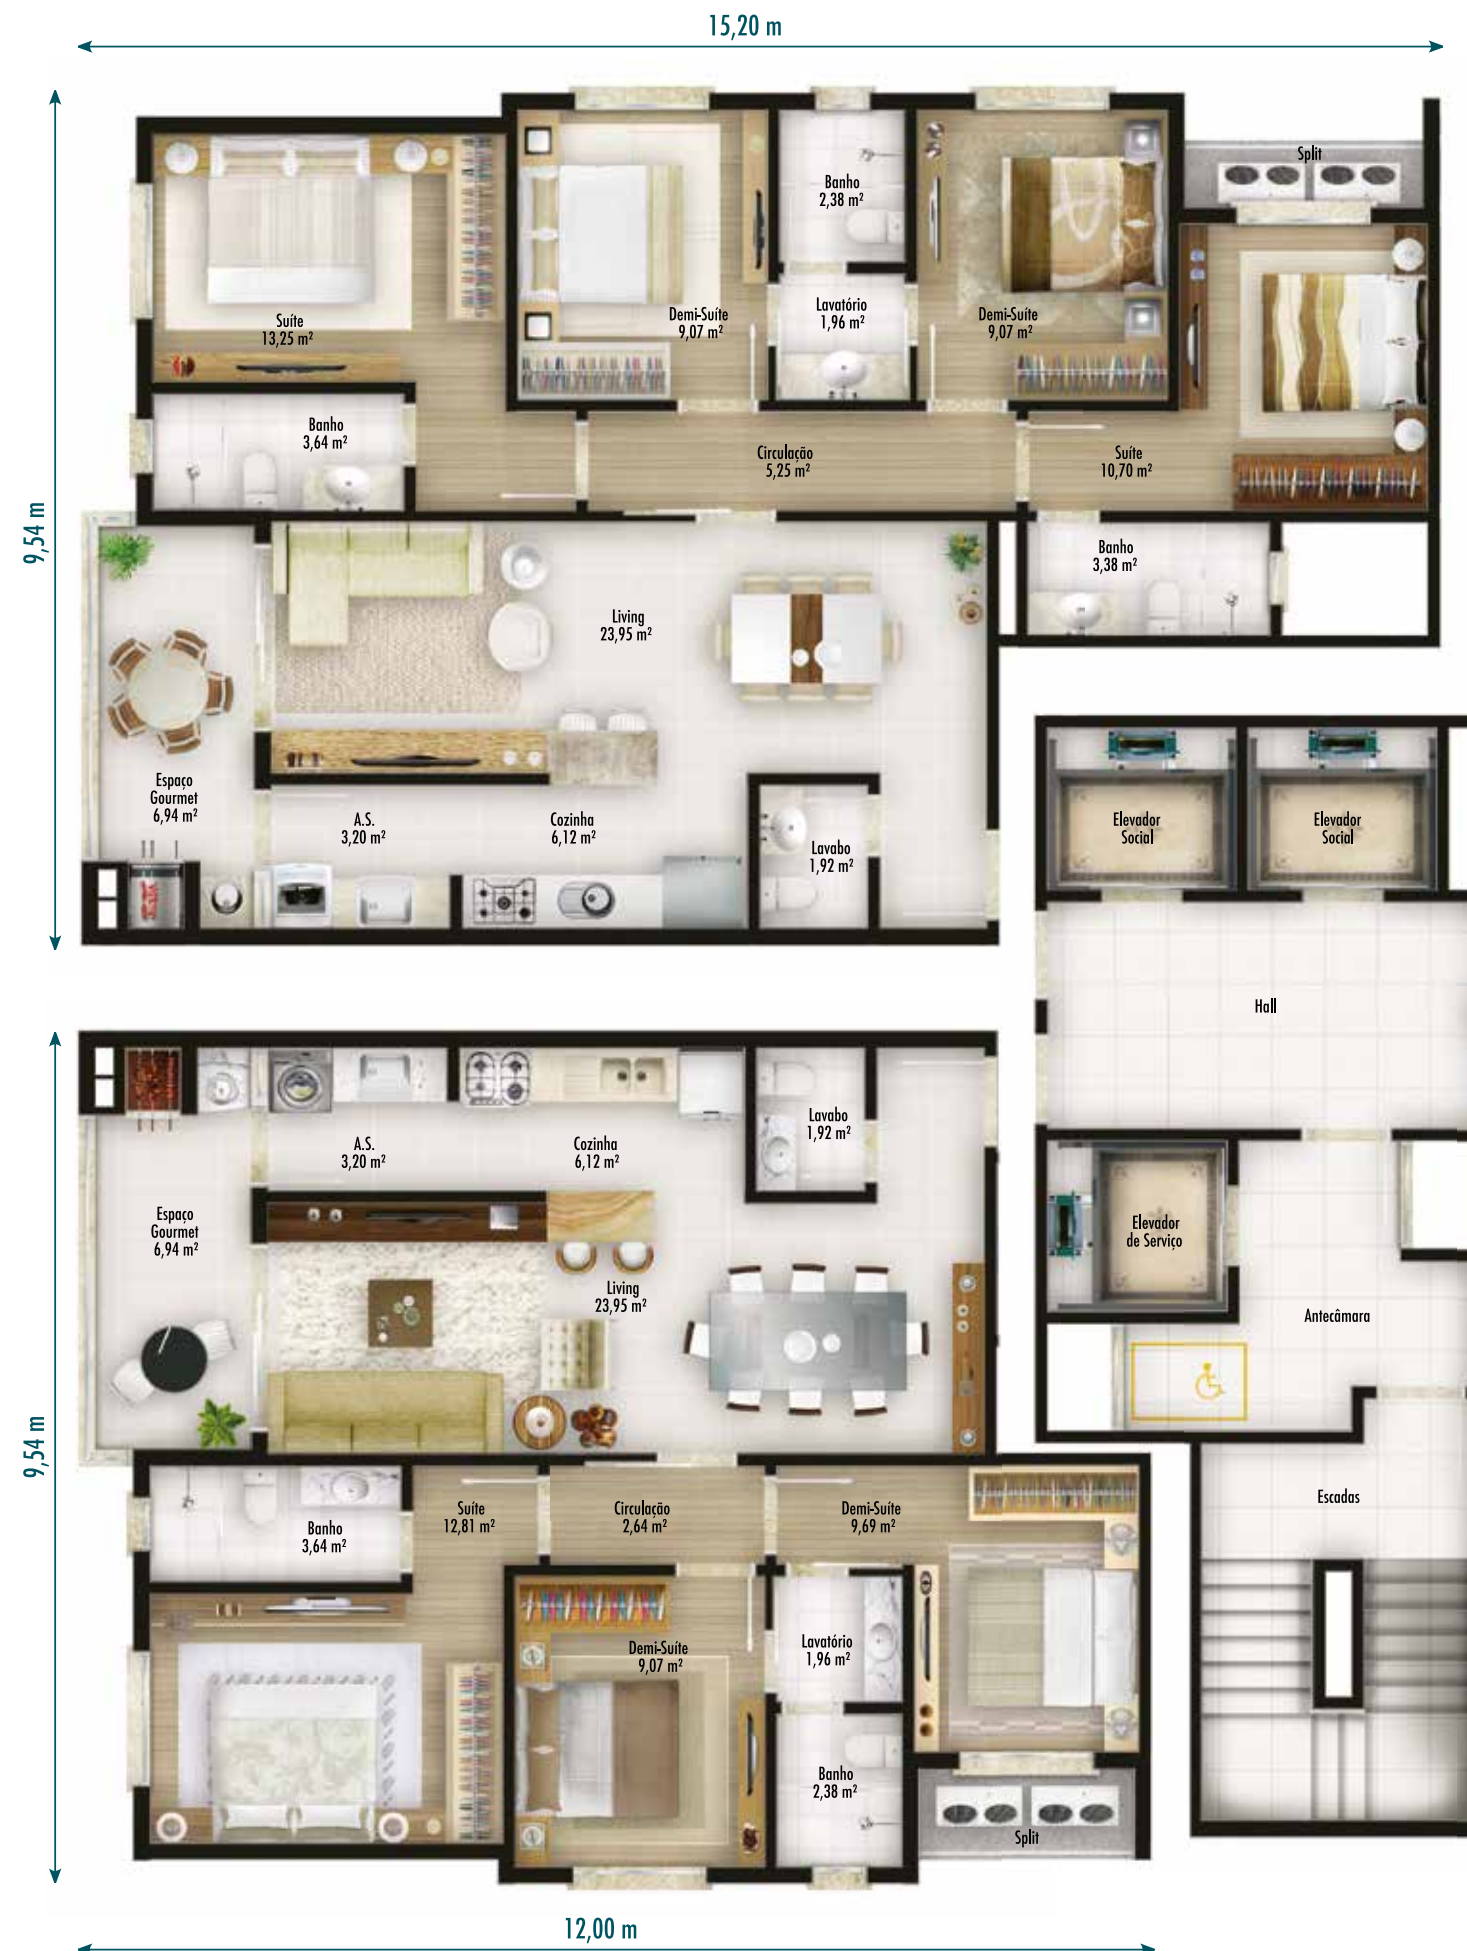 15,20 m
9,54 m
Split
Banho
2,38 m²
Suíte
13,25 m²
Demi-Suíte
9,07 m²
Lavatório
1,96 m²
Demi-Suíte
9,07 m²
Banho
3,64 m²
Circulação
5,25 m²
Suíte
10,70 m²
Banho
3,38 m²
Living
23,95 m²
Espaço
Gourmet
6,94 m²
A.S.
3,20 m²
Cozinha
6,12 m²
Lavabo
1,92 m²
Elevador
Social
Elevador
Social
Hall
9,54 m
A.S.
3,20 m²
Cozinha
6,12 m²
Lavabo
1,92 m²
Espaço
Gourmet
6,94 m²
Living
23,95 m²
Elevador
de Serviço
Antecâmara
Escadas
Banho
3,64 m²
Suíte
12,81 m²
Circulação
2,64 m²
Demi-Suíte
9,69 m²
Demi-Suíte
9,07 m²
Lavatório
1,96 m²
Banho
2,38 m²
Split
12,00 m